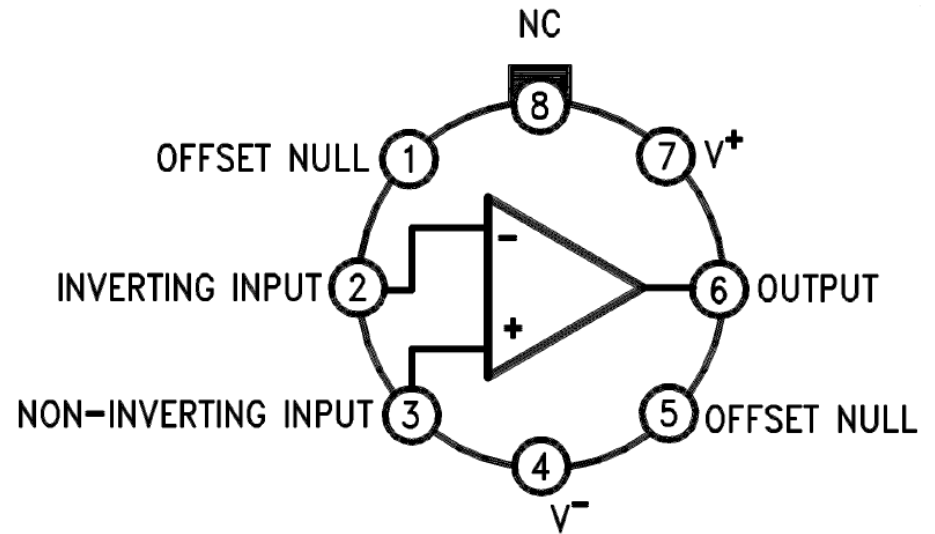 NC
8
OFFSET NULL 1
7 V+
-
INVERTING INPUT 2
6 OUTPUT
+
NON-INVERTING INPUT 3
5 OFFSET NULL
4
V-